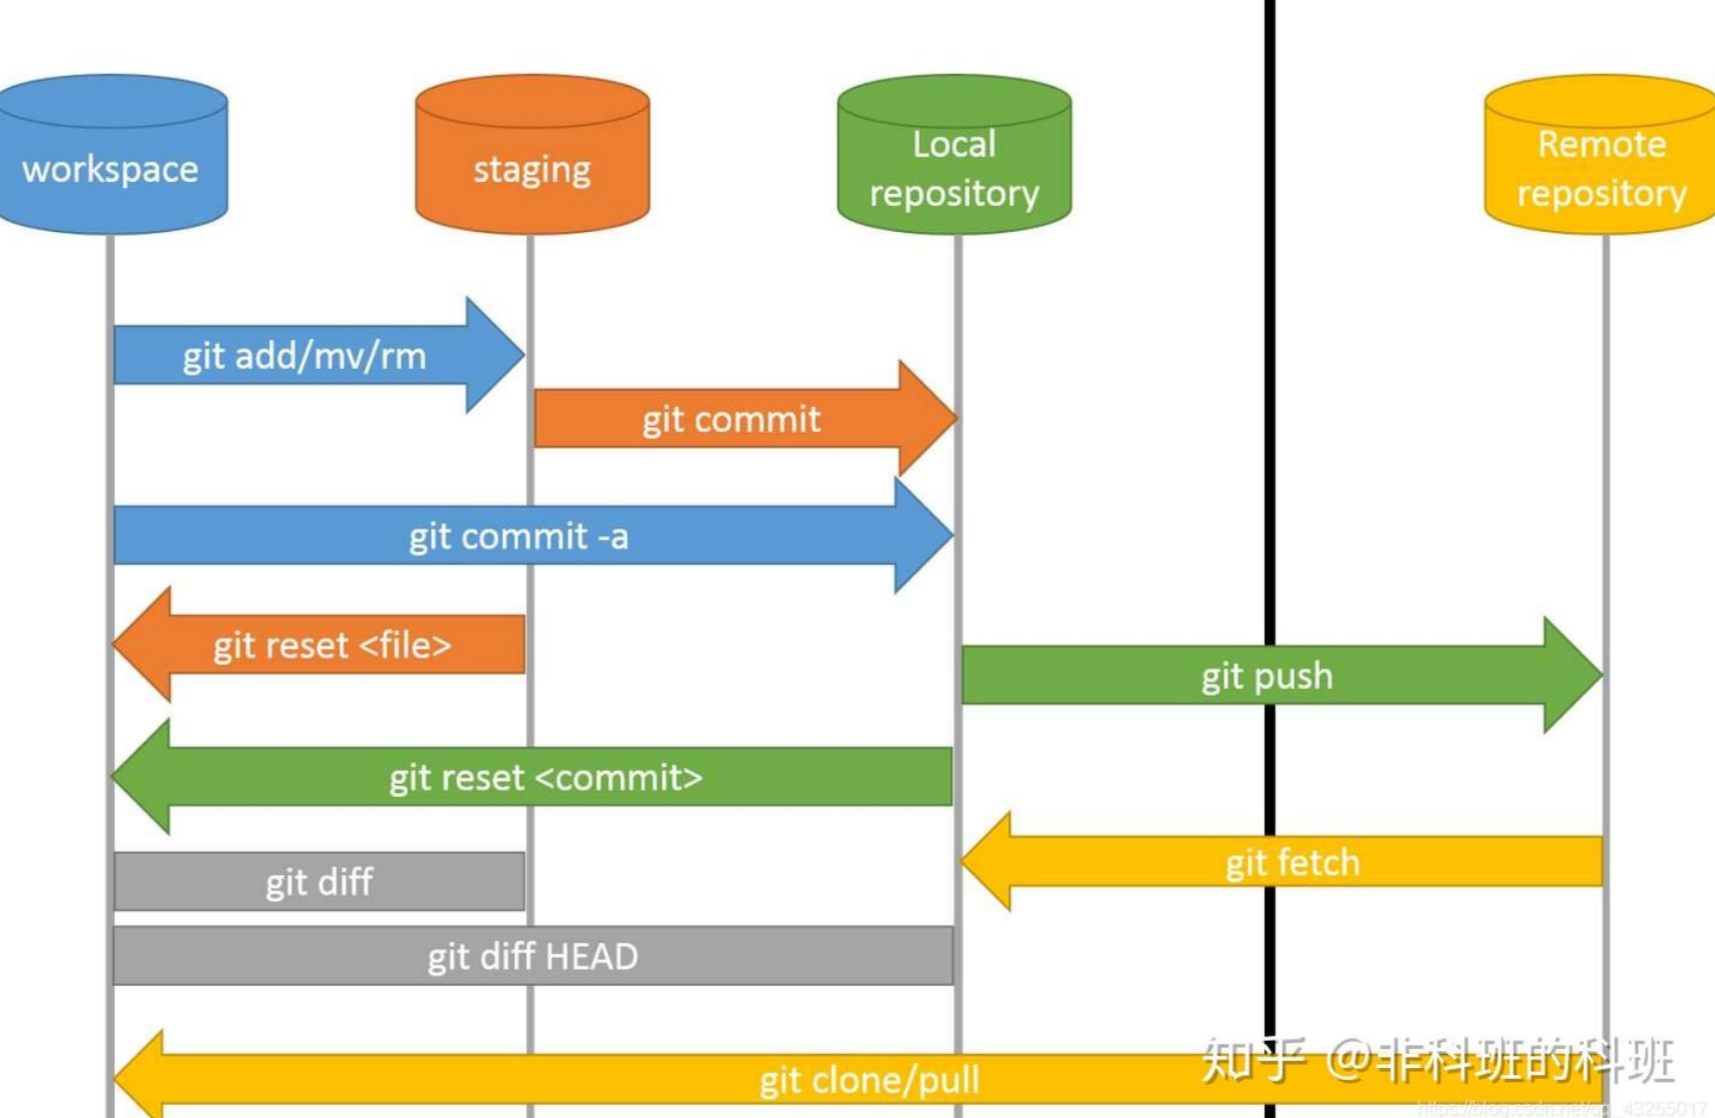 workspace
staging
Local
repository
Remote
repository
git add/mv/rm
git commit
git commit -a
git reset <file>
git push
git reset <commit>
git fetch
git diff
git diff HEAD
git clone/pull
知乎 @非科班的科班
https://blog.csdn.net/qq_43255017